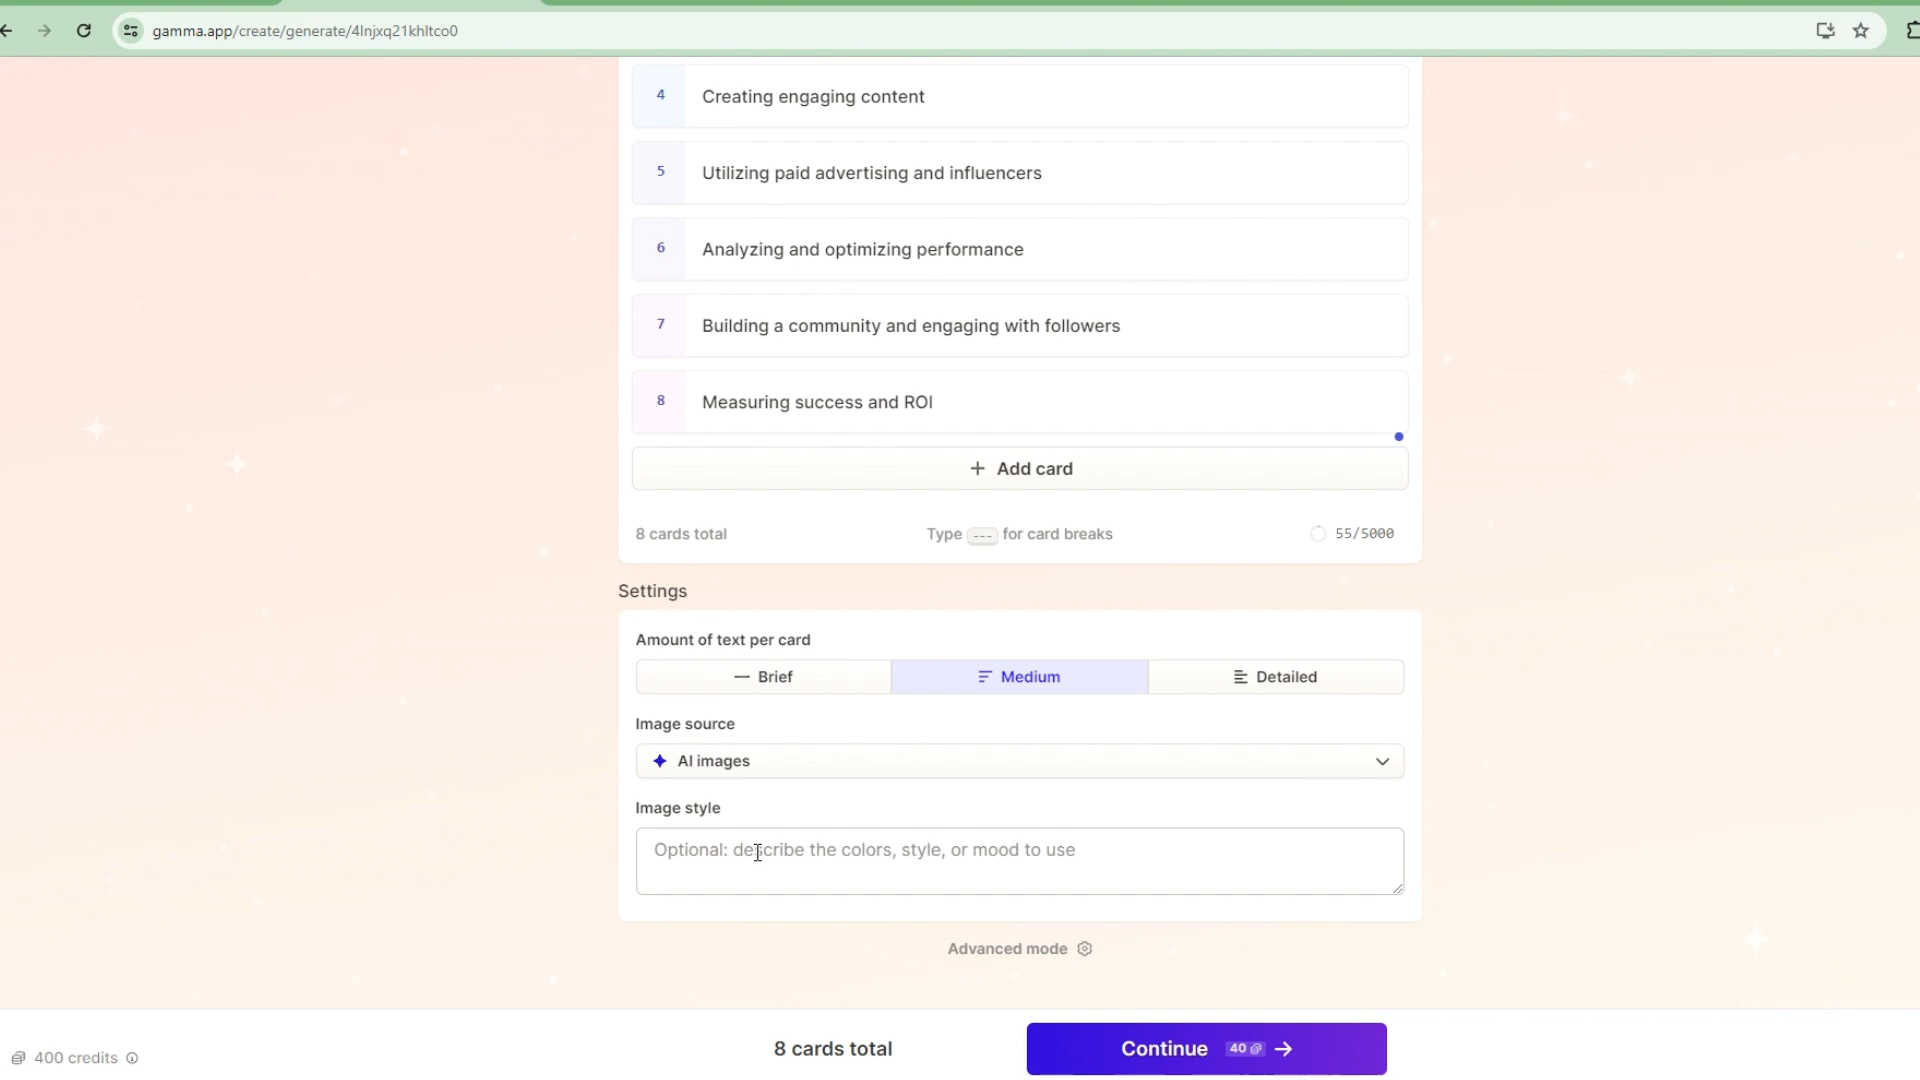 gamma.app/create/generate/4lnjxq21khltco0
4 Creating engaging content
5 Utilizing paid advertising and influencers
6 Analyzing and optimizing performance
7 Building a community and engaging with followers
8 Measuring success and ROI
+ Add card
8 cards total Type --- for card breaks 55/5000
Settings
Amount of text per card
Brief Medium Detailed
Image source
AI images
Image style
Optional: describe the colors, style, or mood to use
Advanced mode
400 credits 8 cards total Continue 40